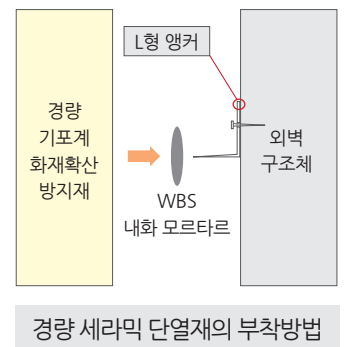 L형 앵커
경량
기포계
화재확산
방지재
외벽
구조체
WBS
내화 모르타르
경량 세라믹 단열재의 부착방법